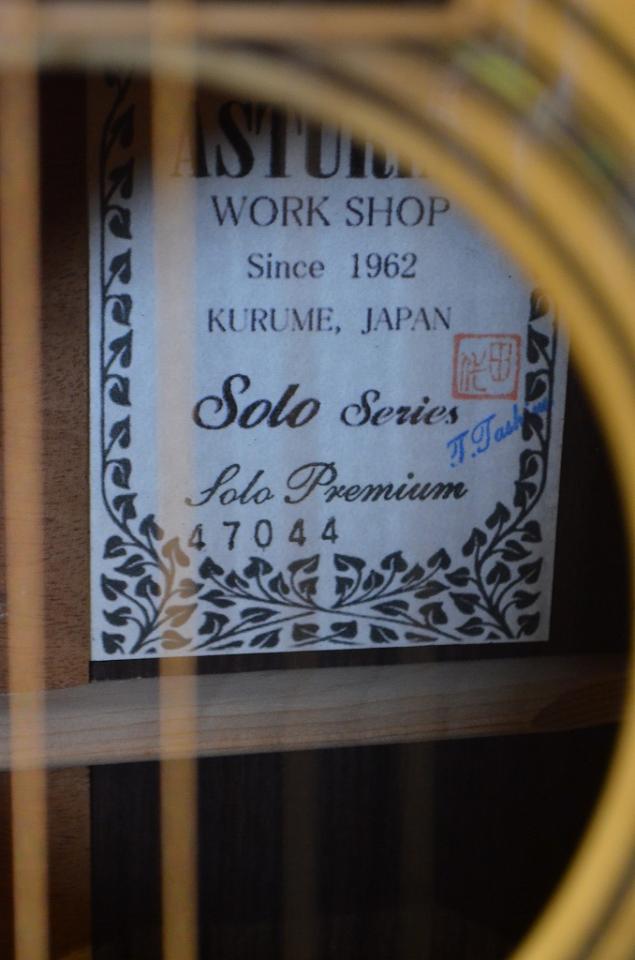 WORK SHOP
Since 1962
KURUME, JAPAN
Solo Series
Solo Premium
47044